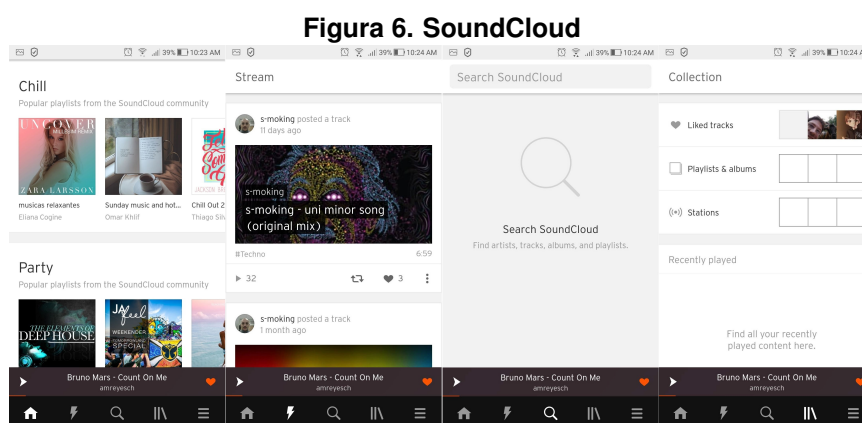 Figura 6. SoundCloud
39% 10:23 AM
Chill
Popular playlists from the SoundCloud community
UNCOVER
ZARA LARSSON
musicas relaxantes
Eliana Cogine
Sunday music and hot...
Omar Khlif
Chill Out 2
Thiago Silv
Party
Popular playlists from the SoundCloud community
THE ELEMENTS OF
DEEP HOUSE
WEEKENDER
SPECIAL
Bruno Mars - Count On Me
amreyesch
39% 10:24 AM
Stream
s-moking posted a track
11 days ago
s-moking
s-moking - uni minor song
(original mix)
#Techno
6:59
32
3
s-moking posted a track
1 month ago
Bruno Mars - Count On Me
amreyesch
39% 10:24 AM
Search SoundCloud
Search SoundCloud
Find artists, tracks, albums, and playlists.
Bruno Mars - Count On Me
amreyesch
39% 10:24 A
Collection
Liked tracks
Playlists & albums
Stations
Recently played
Find all your recently
played content here.
Bruno Mars - Count On Me
amreyesch